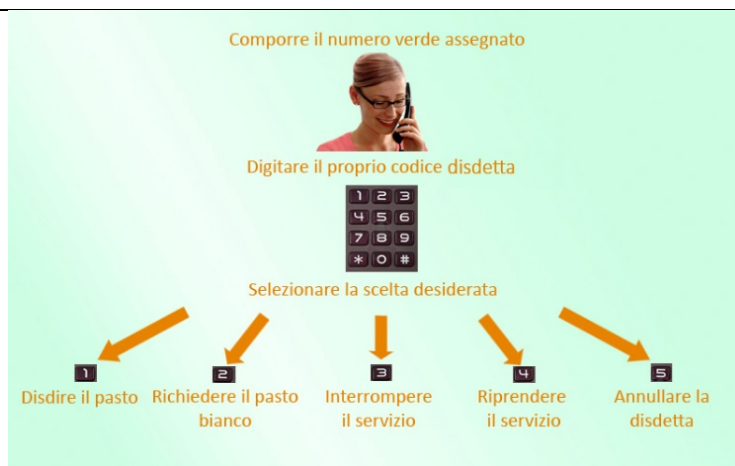 Comporre il numero verde assegnato
Digitare il proprio codice disdetta
1 2 3
4 5 6
7 8 9
* 0 #
Selezionare la scelta desiderata
1
Disdire il pasto
2
Richiedere il pasto
bianco
3
Interrompere
il servizio
4
Riprendere
il servizio
5
Annullare la
disdetta